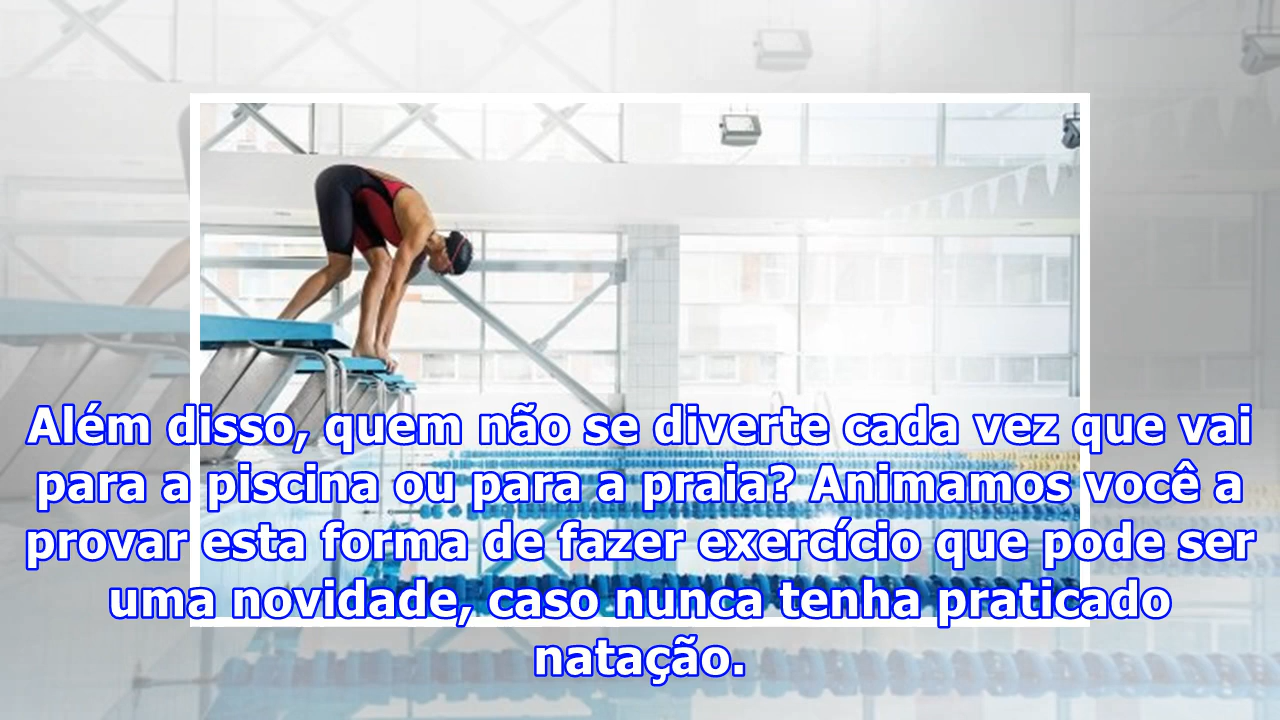 Além disso, quem não se diverte cada vez que vai
para a piscina ou para a praia? Animamos você a
provar esta forma de fazer exercício que pode ser
uma novidade, caso nunca tenha praticado
natação.